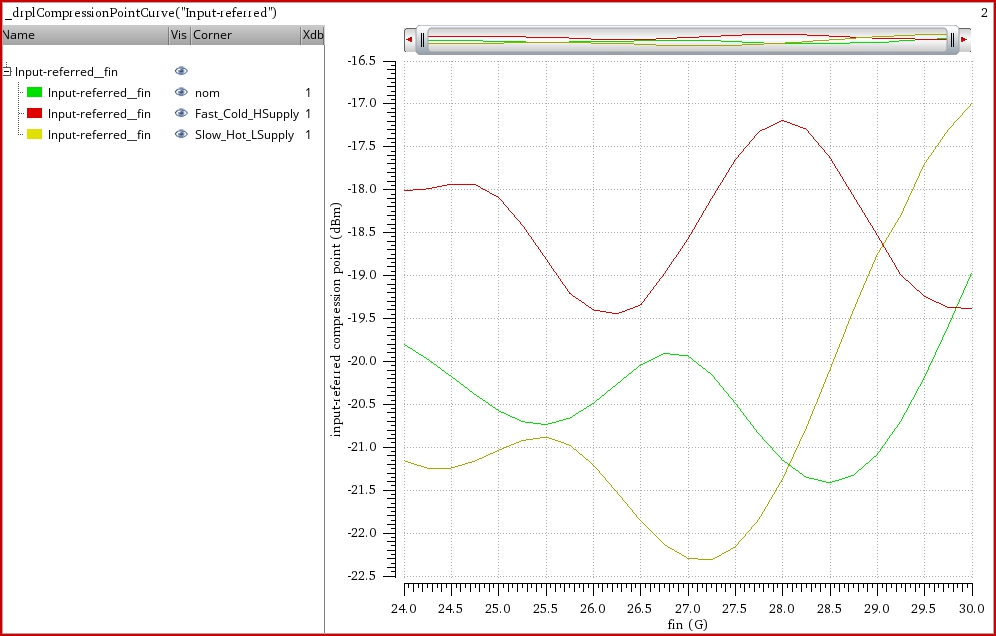 _drplCompressionPointCurve("Input-referred") 2
Name Vis Corner Xdb
Input-referred__fin
Input-referred__fin nom 1
Input-referred__fin Fast_Cold_HSupply 1
Input-referred__fin Slow_Hot_LSupply 1
input-referred compression point (dBm)
-16.5
-17.0
-17.5
-18.0
-18.5
-19.0
-19.5
-20.0
-20.5
-21.0
-21.5
-22.0
-22.5
24.0 24.5 25.0 25.5 26.0 26.5 27.0 27.5 28.0 28.5 29.0 29.5 30.0
fin (G)